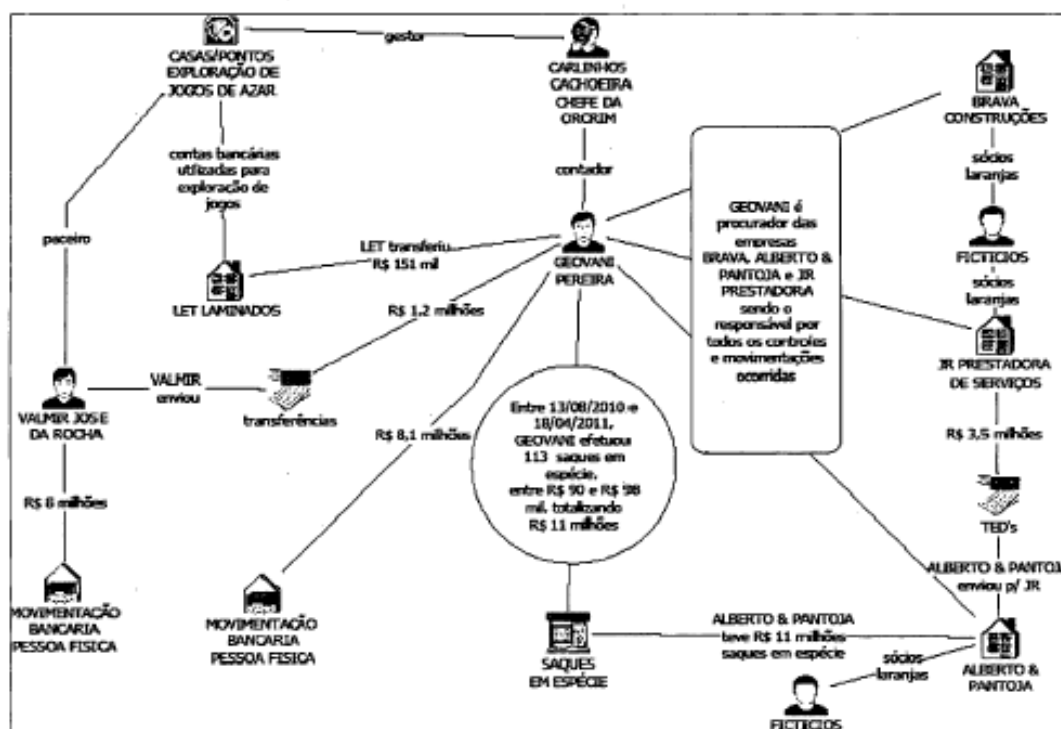 gestor
CASAS/PONTOS
EXPLORAÇÃO DE
JOGOS DE AZAR
CARLINHOS
CACHOEIRA
CHEFE DA
ORCRIM
BRAVA
CONSTRUÇÕES
contas bancárias
utilizadas para
exploração de
jogos
contador
sócios
laranjas
paceiro
GEOVANI é
procurador das
empresas
BRAVA, ALBERTO &
PANTOJA e JR
PRESTADORA
sendo o
responsável por
todos os controles
e movimentações
ocorridas
FICTICIOS
LET transferiu
R$ 151 mil
GEOVANI
PEREIRA
sócios
laranjas
LET LAMINADOS
R$ 1,2 milhões
JR PRESTADORA
DE SERVIÇOS
VALMIR
enviou
transferências
VALMIR JOSE
DA ROCHA
Entre 13/08/2010 e
18/04/2011,
GEOVANI efetuou
113 saques em
espécie,
entre R$ 90 e R$ 98
mil, totalizando
R$ 11 milhões
R$ 8,1 milhões
R$ 3,5 milhões
R$ 8 milhões
TED's
ALBERTO & PANTOJA
enviou p/ JR
MOVIMENTAÇÃO
BANCARIA
PESSOA FISICA
MOVIMENTAÇÃO
BANCARIA
PESSOA FISICA
ALBERTO & PANTOJA
teve R$ 11 milhões
saques em espécie
SAQUES
EM ESPÉCIE
sócios
laranjas
ALBERTO &
PANTOJA
FICTICIOS